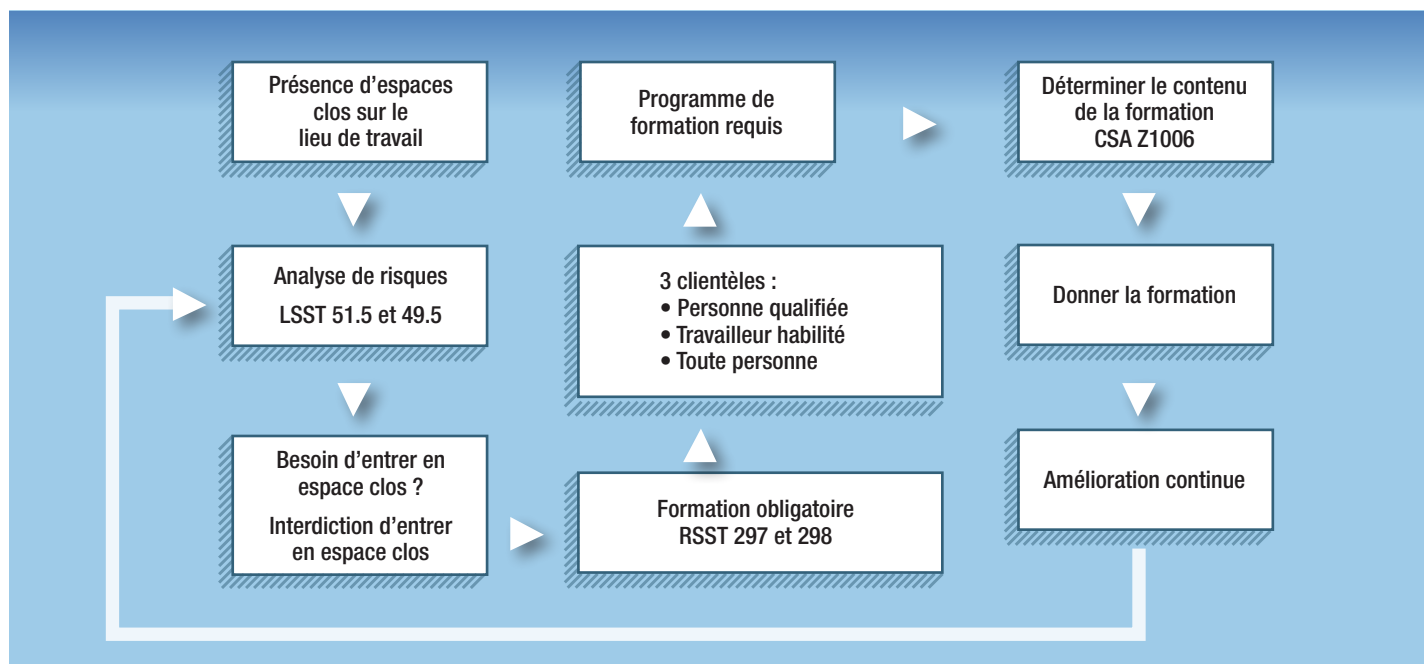 Présence d'espaces
clos sur le
lieu de travail
Analyse de risques
LSST 51.5 et 49.5
Besoin d'entrer en
espace clos ?
Interdiction d'entrer
en espace clos
Formation obligatoire
RSST 297 et 298
3 clientèles :
• Personne qualifiée
• Travailleur habilité
• Toute personne
Programme de
formation requis
Déterminer le contenu
de la formation
CSA Z1006
Donner la formation
Amélioration continue